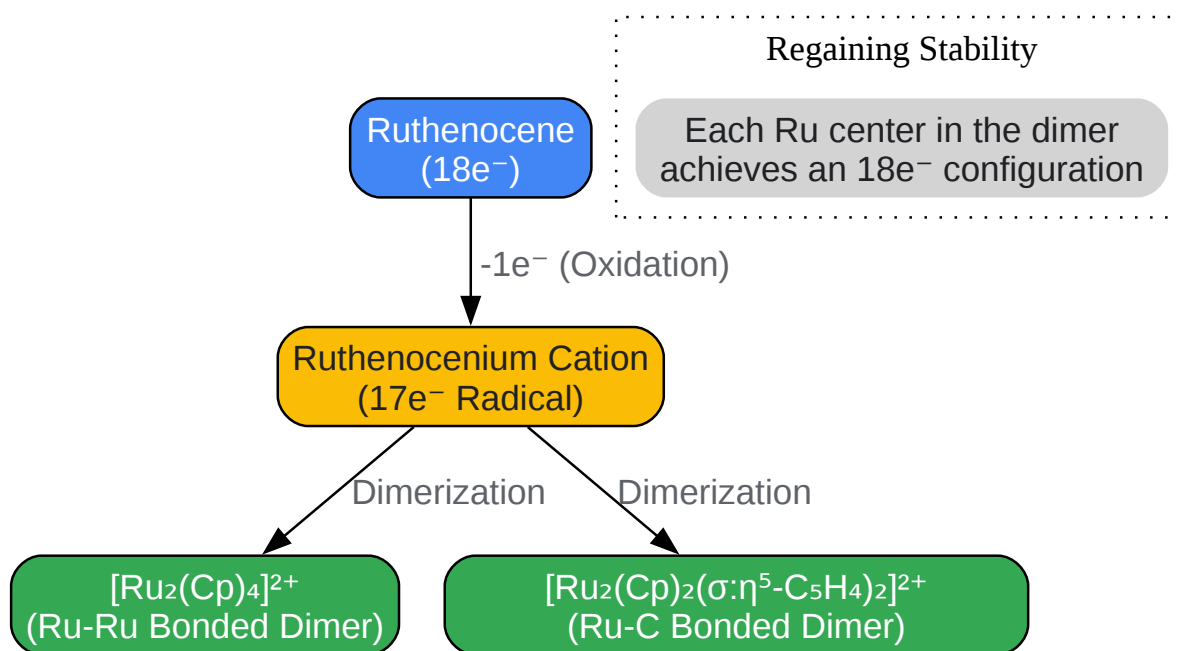 Regaining Stability
Ruthenocene
(18e⁻)
Each Ru center in the dimer
achieves an 18e⁻ configuration
-1e⁻ (Oxidation)
Ruthenocenium Cation
(17e⁻ Radical)
Dimerization
Dimerization
[Ru₂(Cp)₄]²⁺
(Ru-Ru Bonded Dimer)
[Ru₂(Cp)₂(σ:η⁵-C₅H₄)₂]²⁺
(Ru-C Bonded Dimer)